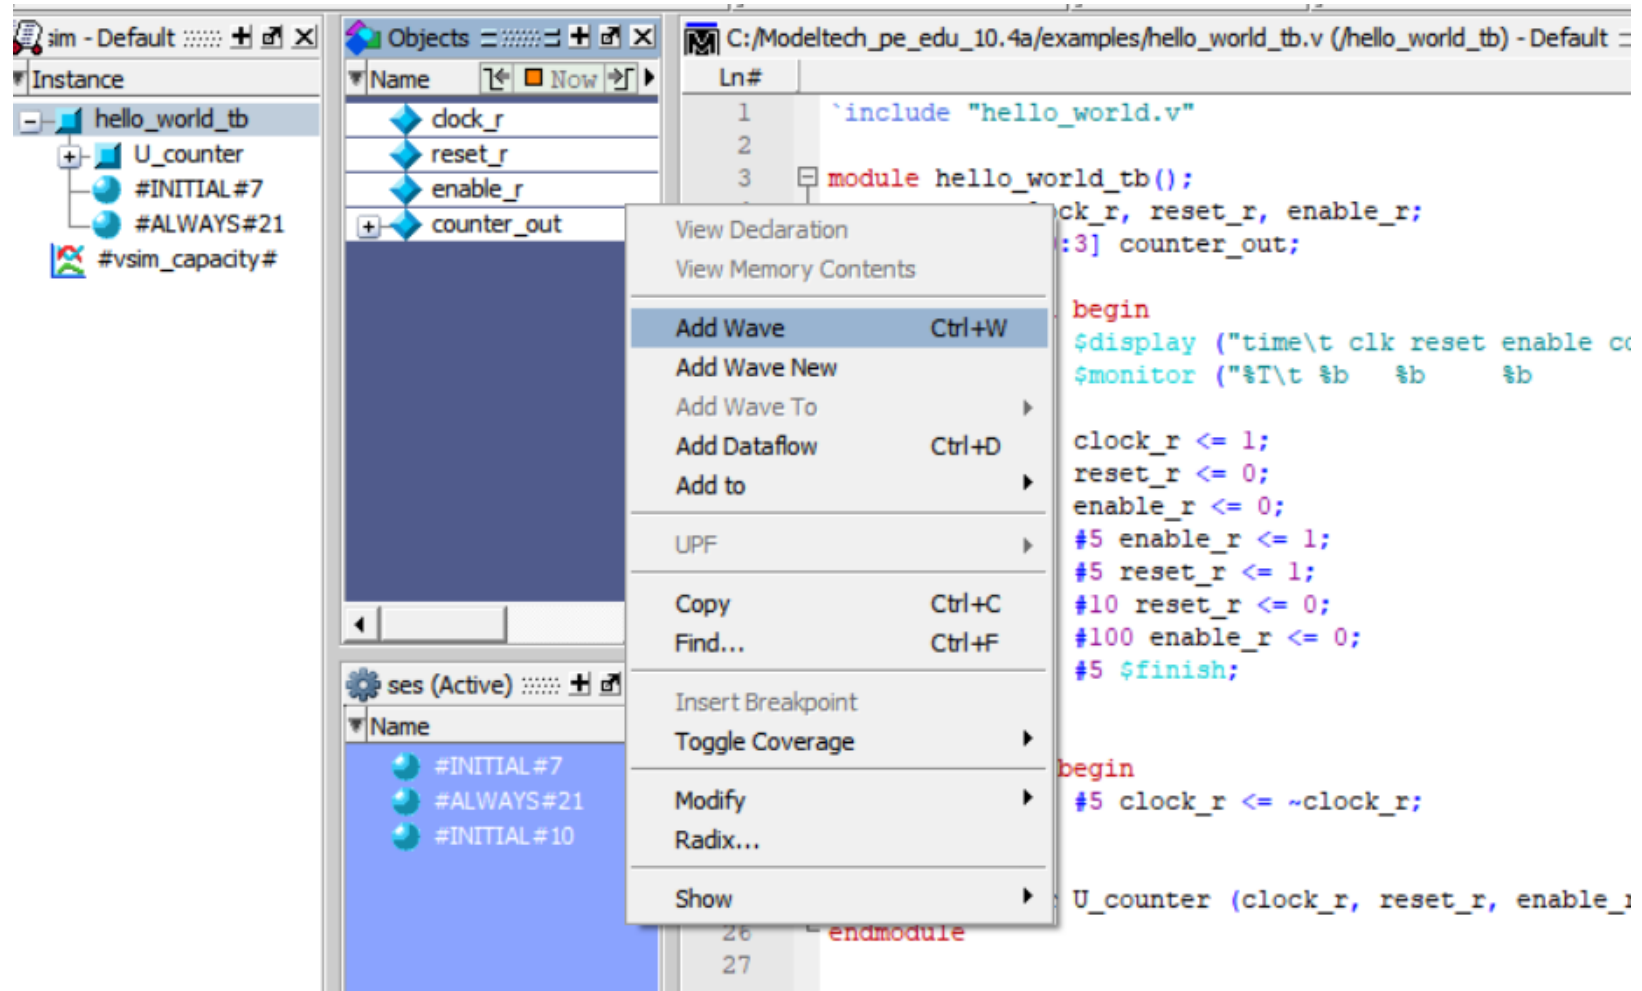 sim - Default
Instance
hello_world_tb
U_counter
#INITIAL#7
#ALWAYS#21
#vsim_capacity#
Objects
Name
Now
clock_r
reset_r
enable_r
counter_out
ses (Active)
Name
#INITIAL#7
#ALWAYS#21
#INITIAL#10
View Declaration
View Memory Contents
Add Wave Ctrl+W
Add Wave New
Add Wave To
Add Dataflow Ctrl+D
Add to
UPF
Copy Ctrl+C
Find... Ctrl+F
Insert Breakpoint
Toggle Coverage
Modify
Radix...
Show
C:/Modeltech_pe_edu_10.4a/examples/hello_world_tb.v (/hello_world_tb) - Default
Ln#
1 `include "hello_world.v"
2
3 module hello_world_tb();
ck_r, reset_r, enable_r;
:3] counter_out;
begin
$display ("time\t clk reset enable co
$monitor ("%T\t %b %b %b
clock_r <= 1;
reset_r <= 0;
enable_r <= 0;
#5 enable_r <= 1;
#5 reset_r <= 1;
#10 reset_r <= 0;
#100 enable_r <= 0;
#5 $finish;
begin
#5 clock_r <= ~clock_r;
U_counter (clock_r, reset_r, enable_r
26 endmodule
27